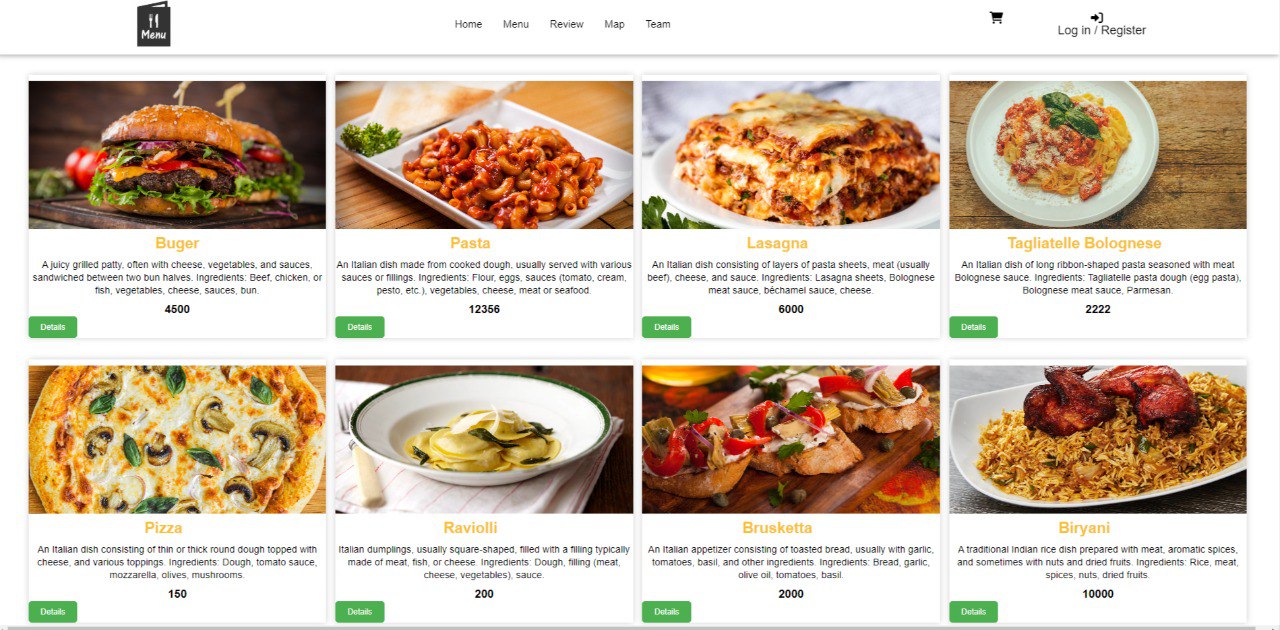 Menu
Home Menu Review Map Team
Log in / Register
Buger
A juicy grilled patty, often with cheese, vegetables, and sauces,
sandwiched between two bun halves. Ingredients: Beef, chicken, or
fish, vegetables, cheese, sauces, bun.
4500
Details
Pasta
An Italian dish made from cooked dough, usually served with various
sauces or fillings. Ingredients: Flour, eggs, sauces (tomato, cream,
pesto, etc.), vegetables, cheese, meat or seafood.
12356
Details
Lasagna
An Italian dish consisting of layers of pasta sheets, meat (usually
beef), cheese, and sauce. Ingredients: Lasagna sheets, Bolognese
meat sauce, béchamel sauce, cheese.
6000
Details
Tagliatelle Bolognese
An Italian dish of long ribbon-shaped pasta seasoned with meat
Bolognese sauce. Ingredients: Tagliatelle pasta dough (egg pasta),
Bolognese meat sauce, Parmesan.
2222
Details
Pizza
An Italian dish consisting of thin or thick round dough topped with
cheese, and various toppings. Ingredients: Dough, tomato sauce,
mozzarella, olives, mushrooms.
150
Details
Raviolli
Italian dumplings, usually square-shaped, filled with a filling typically
made of meat, fish, or cheese. Ingredients: Dough, filling (meat,
cheese, vegetables), sauce.
200
Details
Brusketta
An Italian appetizer consisting of toasted bread, usually with garlic,
tomatoes, basil, and other ingredients. Ingredients: Bread, garlic,
olive oil, tomatoes, basil.
2000
Details
Biryani
A traditional Indian rice dish prepared with meat, aromatic spices,
and sometimes with nuts and dried fruits. Ingredients: Rice, meat,
spices, nuts, dried fruits.
10000
Details